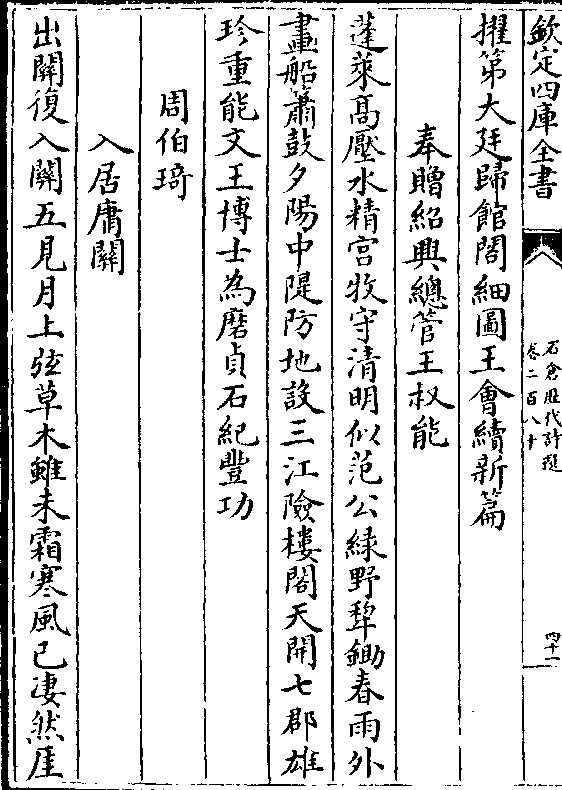 欽定四庫全書
石倉歷代詩選
卷二百八十
四十一
擢第大廷歸館閣細圖王會續新篇
奉贈紹興總管王叔能
蓬萊髙壓水精宫牧守清明似范公緑野犂鋤春雨外
畫船簫鼓夕陽中隄防地設三江險樓閣天開七郡雄
珍重能文王博士為磨貞石紀豐功
周伯琦
入居庸關
出關復入關五見月上弦草木雖未霜寒風已凄然厓